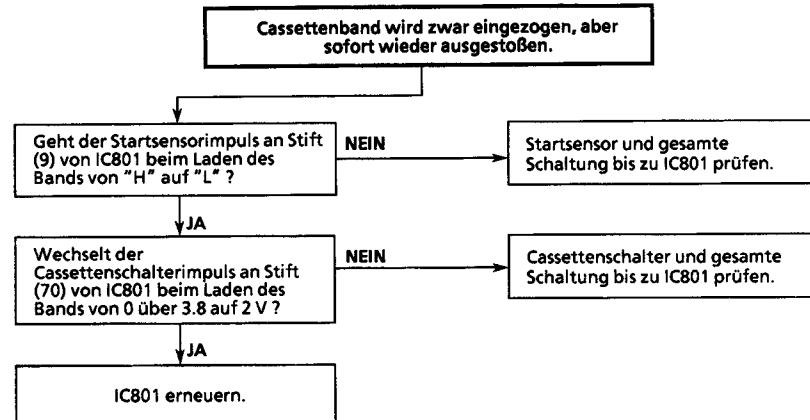 Cassettenband wird zwar eingezogen, aber
sofort wieder ausgestoßen.
Geht der Startsensorimpuls an Stift
(9) von IC801 beim Laden des
Bands von "H" auf "L" ?
NEIN
Startsensor und gesamte
Schaltung bis zu IC801 prüfen.
JA
Wechselt der
Cassettenschalterimpuls an Stift
(70) von IC801 beim Laden des
Bands von 0 über 3.8 auf 2 V ?
NEIN
Cassettenschalter und gesamte
Schaltung bis zu IC801 prüfen.
JA
IC801 erneuern.